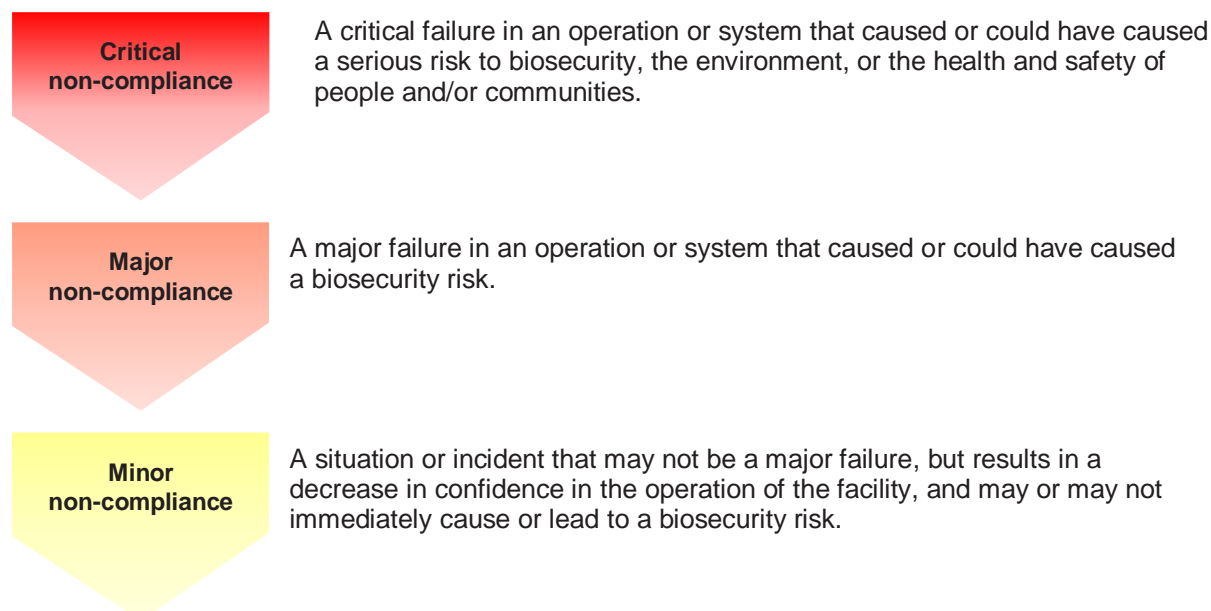 Critical
non-compliance
A critical failure in an operation or system that caused or could have caused
a serious risk to biosecurity, the environment, or the health and safety of
people and/or communities.
Major
non-compliance
A major failure in an operation or system that caused or could have caused
a biosecurity risk.
Minor
non-compliance
A situation or incident that may not be a major failure, but results in a
decrease in confidence in the operation of the facility, and may or may not
immediately cause or lead to a biosecurity risk.